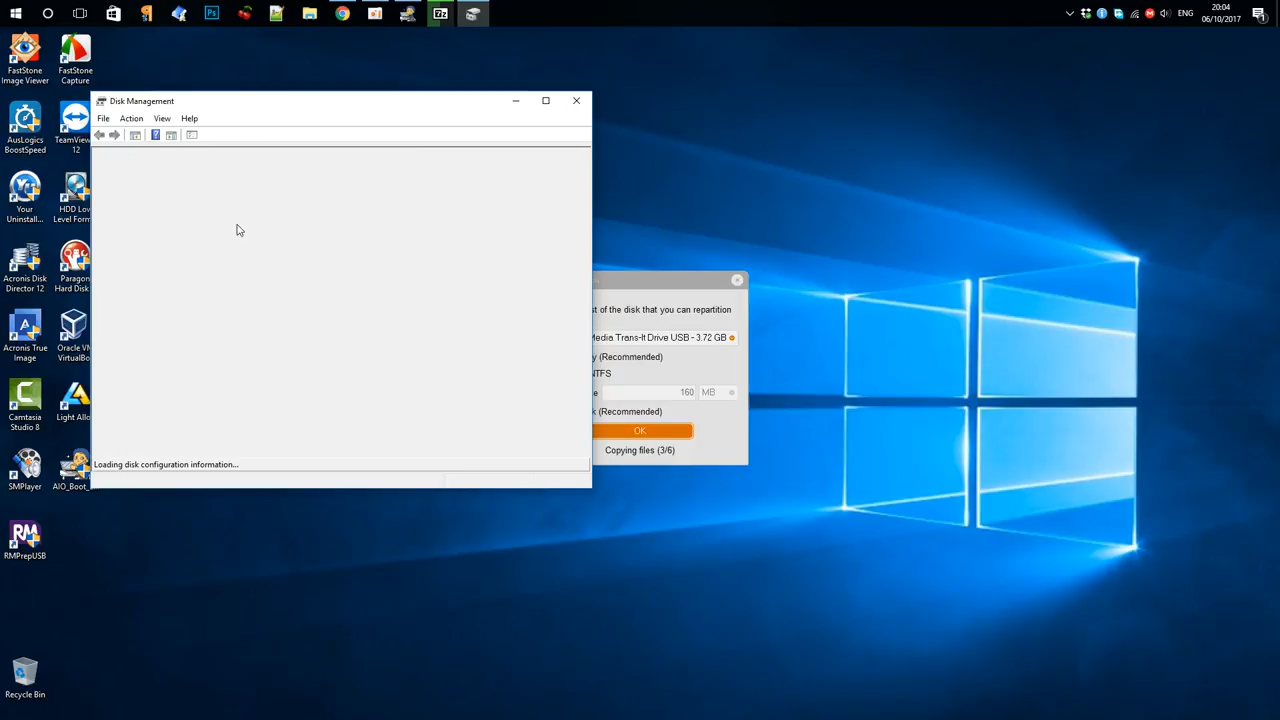 20:04
ENG
06/10/2017
1
FastStone
Image Viewer
FastStone
Capture
AusLogics
BoostSpeed
TeamView
12
Your
Uninstall...
HDD Low
Level Form
Acronis Disk
Director 12
Paragon
Hard Disk
Acronis True
Image
Oracle VM
VirtualBo
Camtasia
Studio 8
Light Allo
SMPlayer
AIO_Boot_
RMPrepUSB
Recycle Bin
Disk Management
File Action View Help
Loading disk configuration information...
st of the disk that you can repartition
Media Trans-It Drive USB - 3.72 GB
y (Recommended)
NTFS
e 160 MB
k (Recommended)
OK
Copying files (3/6)
Ps
RM